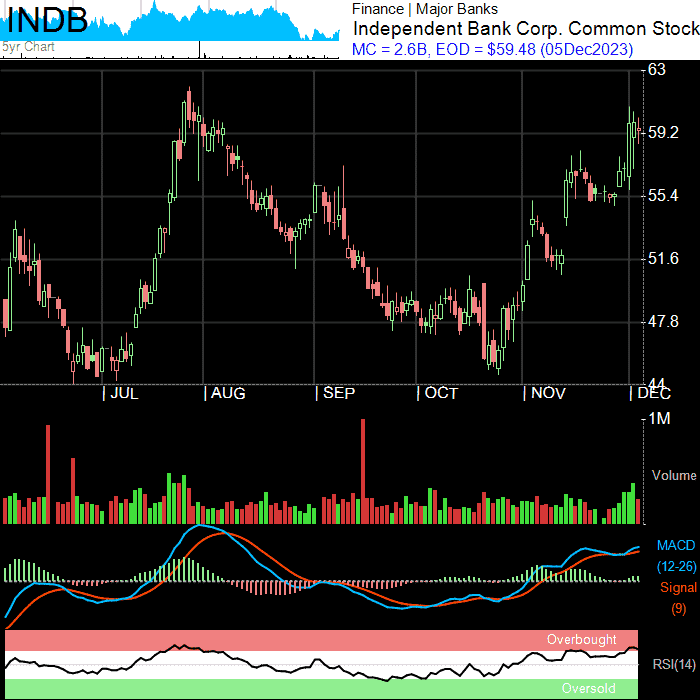 INDB
5yr Chart
Finance | Major Banks
Independent Bank Corp. Common Stock
MC = 2.6B, EOD = $59.48 (05Dec2023)
63
59.2
55.4
51.6
47.8
44
JUL AUG SEP OCT NOV DEC
1M
Volume
MACD
(12-26)
Signal
(9)
Overbought
RSI(14)
Oversold